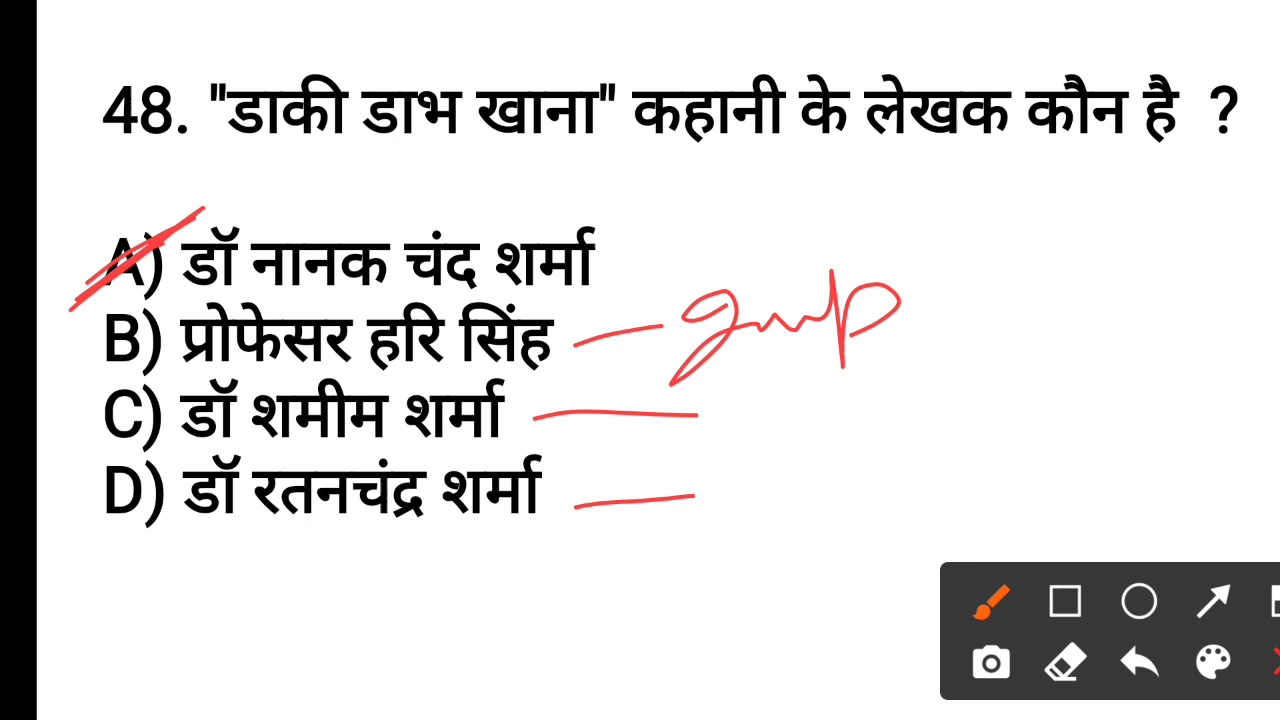 48. "डाकी डाभ खाना" कहानी के लेखक कौन है ?
A) डॉ नानक चंद शर्मा
B) प्रोफेसर हरि सिंह
C) डॉ शमीम शर्मा
D) डॉ रतनचंद्र शर्मा